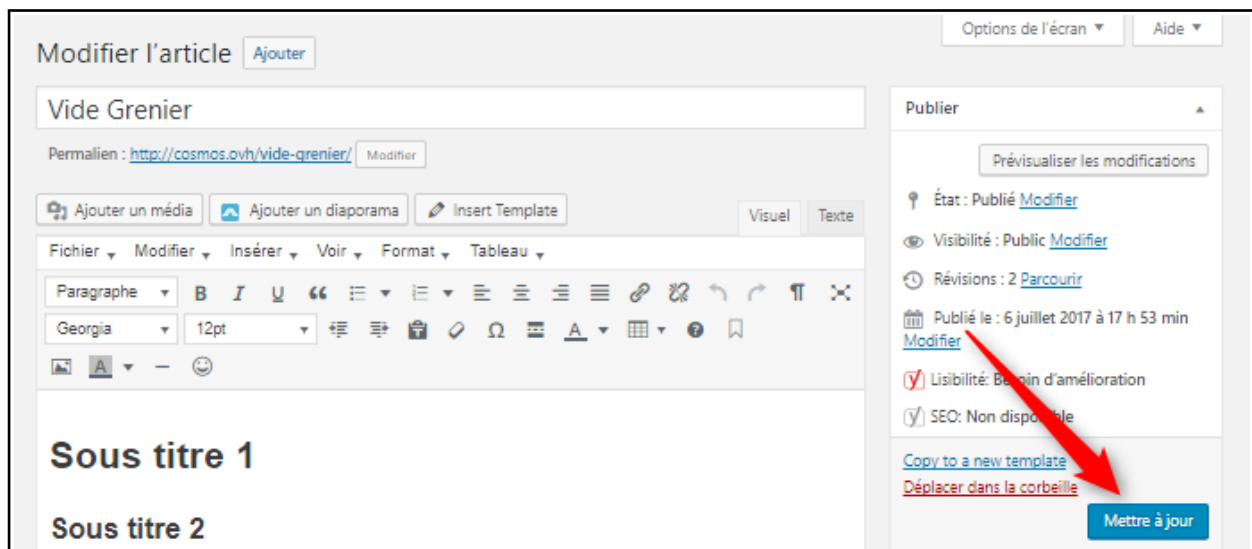 Options de l'écran Aide
Modifier l'article Ajouter
Vide Grenier
Permalien : http://cosmos.ovh/vide-grenier/ Modifier
Ajouter un média Ajouter un diaporama Insert Template
Visuel Texte
Fichier Modifier Insérer Voir Format Tableau
Paragraphe B I U
Georgia 12pt Ω A
A
Sous titre 1
Sous titre 2
Publier
Prévisualiser les modifications
État : Publié Modifier
Visibilité : Public Modifier
Révisions : 2 Parcourir
Publié le : 6 juillet 2017 à 17 h 53 min
Modifier
Lisibilité: Besoin d'amélioration
SEO: Non disponible
Copy to a new template
Déplacer dans la corbeille
Mettre à jour